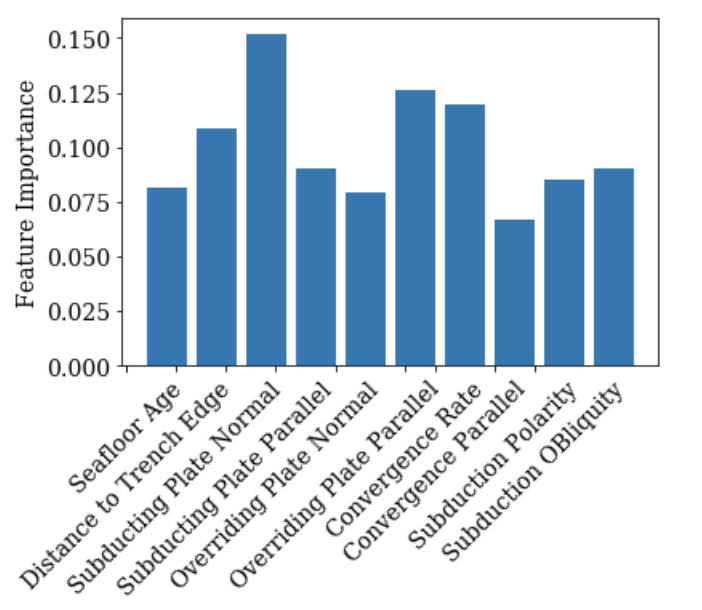 0.150
0.125
0.100
0.075
0.050
0.025
0.000
Feature Importance
Seafloor Age
Distance to Trench Edge
Subducting Plate Normal
Subducting Plate Parallel
Overriding Plate Normal
Overriding Plate Parallel
Convergence Rate
Convergence Parallel
Subduction Polarity
Subduction OBliquity